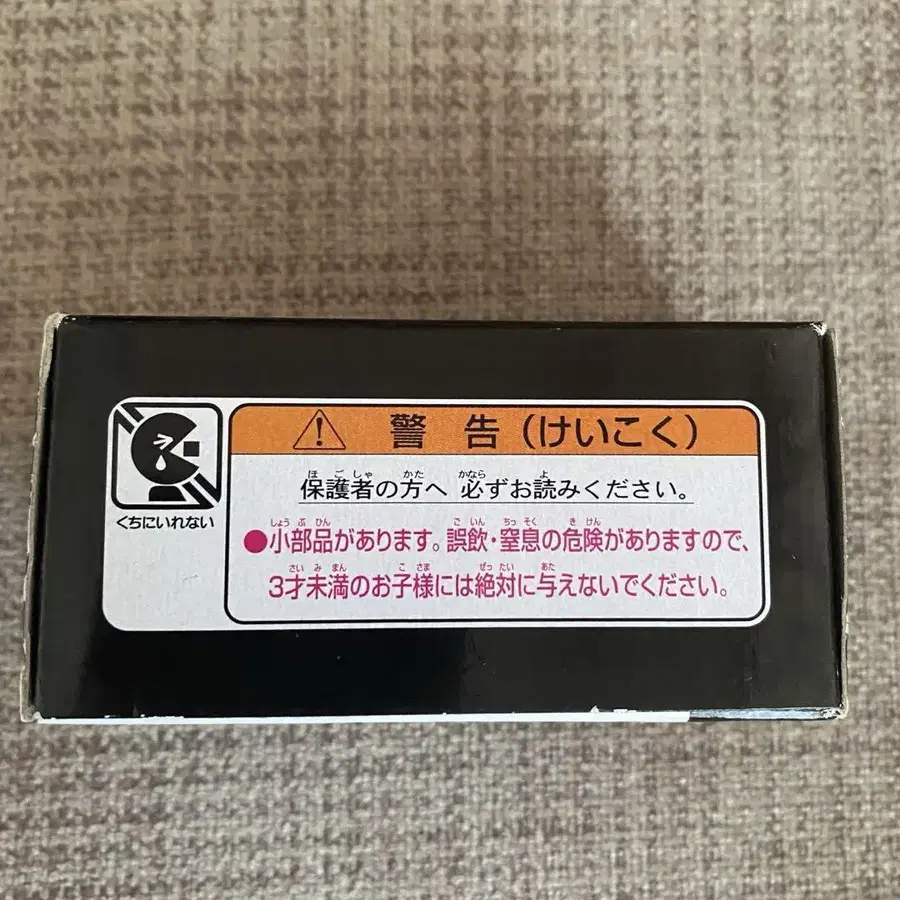 警告(けいこく)
保護者の方へ 必ずお読みください。
●小部品があります。誤飲・窒息の危険がありますので、
3才未満のお子様には絶対に与えないでください。
くちにいれない